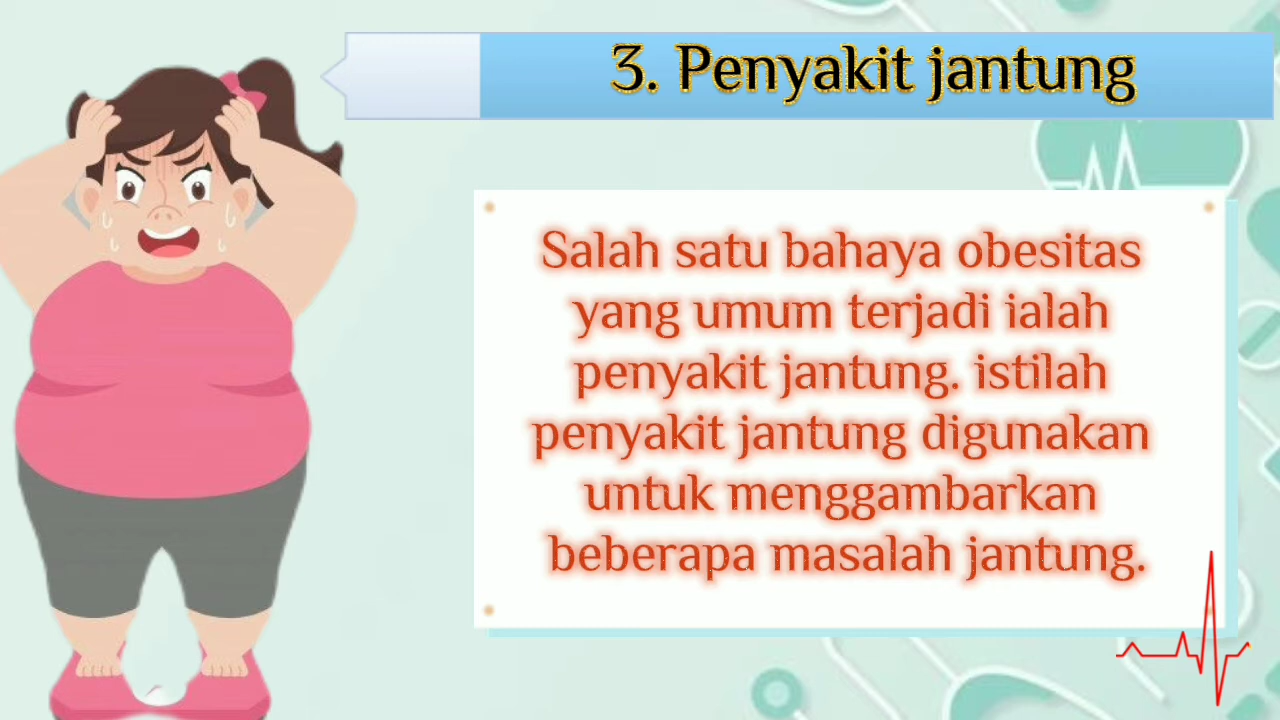 3. Penyakit jantung
Salah satu bahaya obesitas
yang umum terjadi ialah
penyakit jantung. istilah
penyakit jantung digunakan
untuk menggambarkan
beberapa masalah jantung.